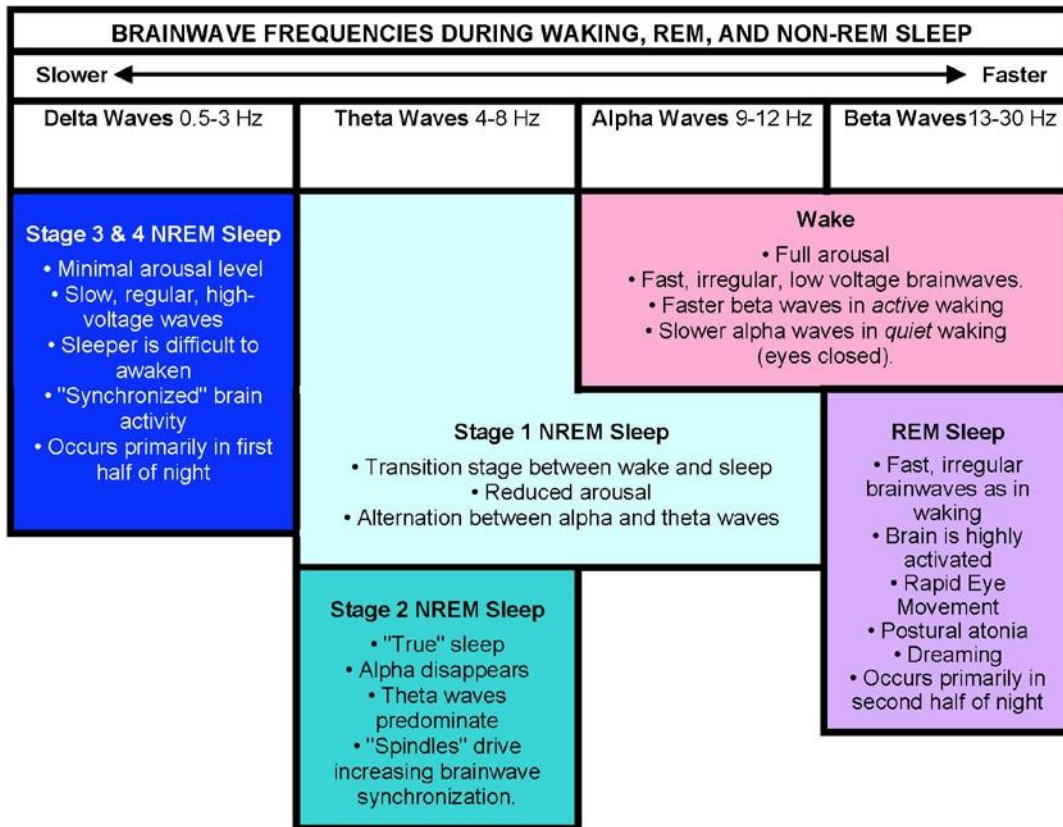 BRAINWAVE FREQUENCIES DURING WAKING, REM, AND NON-REM SLEEP
Slower Faster
Delta Waves 0.5-3 Hz
Theta Waves 4-8 Hz
Alpha Waves 9-12 Hz
Beta Waves13-30 Hz
Stage 3 & 4 NREM Sleep
• Minimal arousal level
• Slow, regular, high-
voltage waves
• Sleeper is difficult to
awaken
• "Synchronized" brain
activity
• Occurs primarily in first
half of night
Wake
• Full arousal
• Fast, irregular, low voltage brainwaves.
• Faster beta waves in active waking
• Slower alpha waves in quiet waking
(eyes closed).
Stage 1 NREM Sleep
• Transition stage between wake and sleep
• Reduced arousal
• Alternation between alpha and theta waves
REM Sleep
• Fast, irregular
brainwaves as in
waking
• Brain is highly
activated
• Rapid Eye
Movement
• Postural atonia
• Dreaming
• Occurs primarily in
second half of night
Stage 2 NREM Sleep
• "True" sleep
• Alpha disappears
• Theta waves
predominate
• "Spindles" drive
increasing brainwave
synchronization.